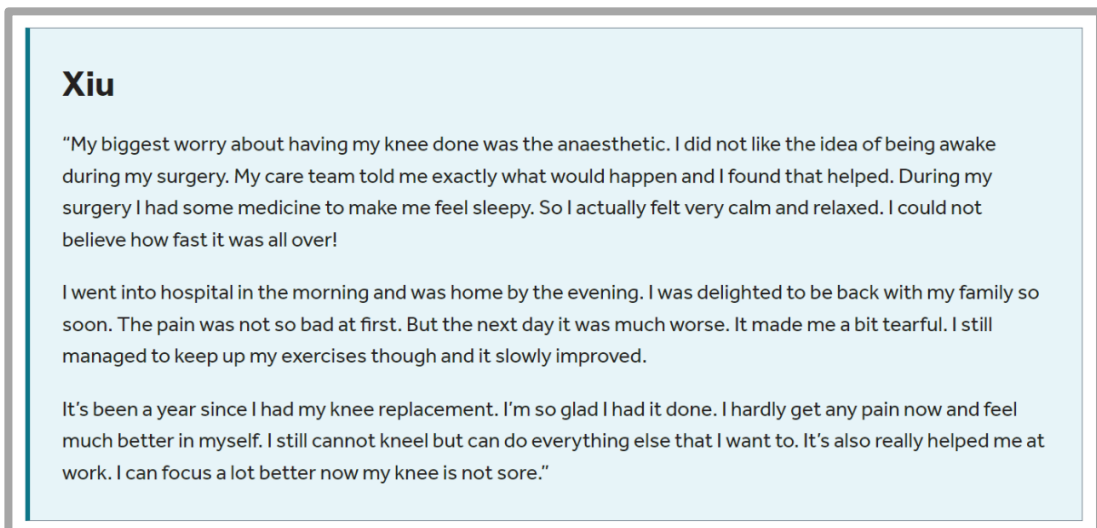 Xiu
“My biggest worry about having my knee done was the anaesthetic. I did not like the idea of being awake
during my surgery. My care team told me exactly what would happen and I found that helped. During my
surgery I had some medicine to make me feel sleepy. So I actually felt very calm and relaxed. I could not
believe how fast it was all over!
I went into hospital in the morning and was home by the evening. I was delighted to be back with my family so
soon. The pain was not so bad at first. But the next day it was much worse. It made me a bit tearful. I still
managed to keep up my exercises though and it slowly improved.
It’s been a year since I had my knee replacement. I’m so glad I had it done. I hardly get any pain now and feel
much better in myself. I still cannot kneel but can do everything else that I want to. It’s also really helped me at
work. I can focus a lot better now my knee is not sore.”